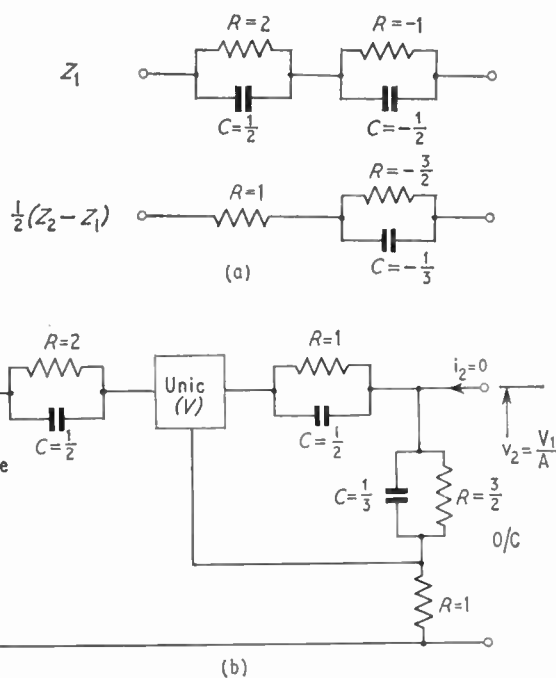 R=2
R=-1
Z₁
C=½
C=-½
R=1
R=-3/2
½(Z₂-Z₁)
C=-⅓
(a)
R=2
Unic
(V)
R=1
i₂=0
C=½
C=½
v₂=V₁/A
e
C=⅓
R=3/2
O/C
R=1
(b)